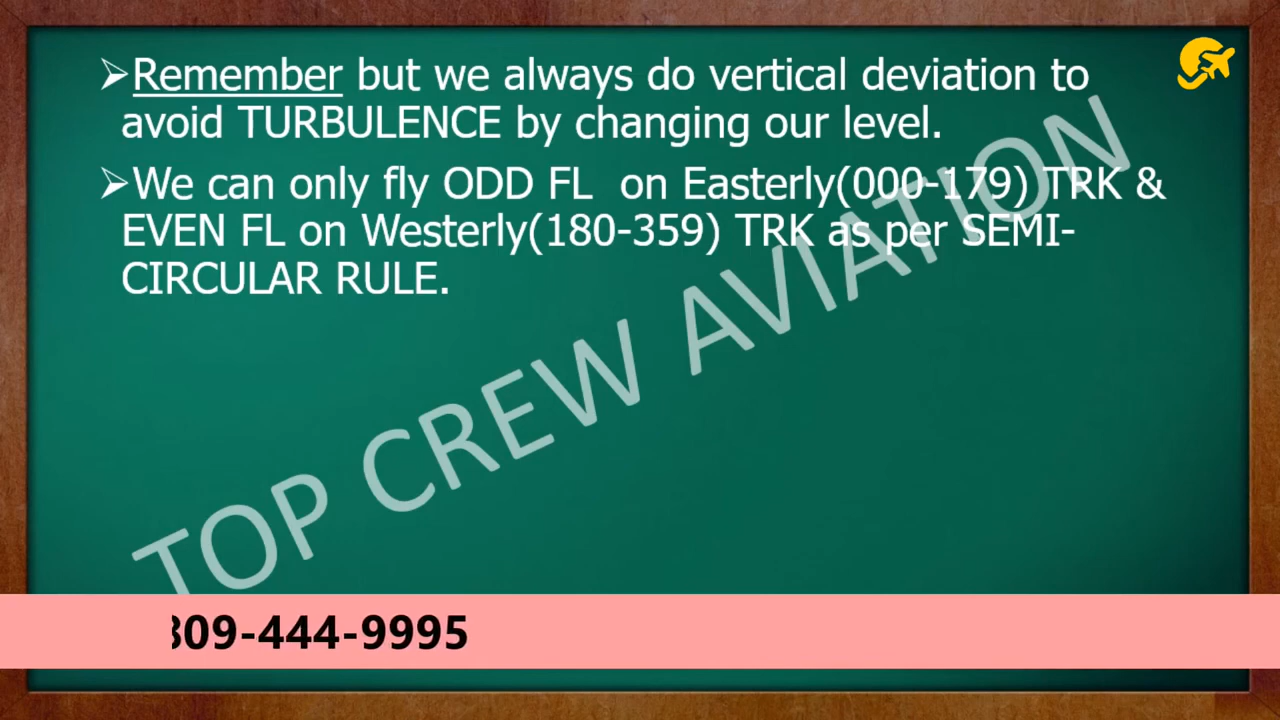 ➢Remember but we always do vertical deviation to
avoid TURBULENCE by changing our level.
➢We can only fly ODD FL on Easterly(000-179) TRK &
EVEN FL on Westerly(180-359) TRK as per SEMI-
CIRCULAR RULE.
TOP CREW AVIATION
809-444-9995